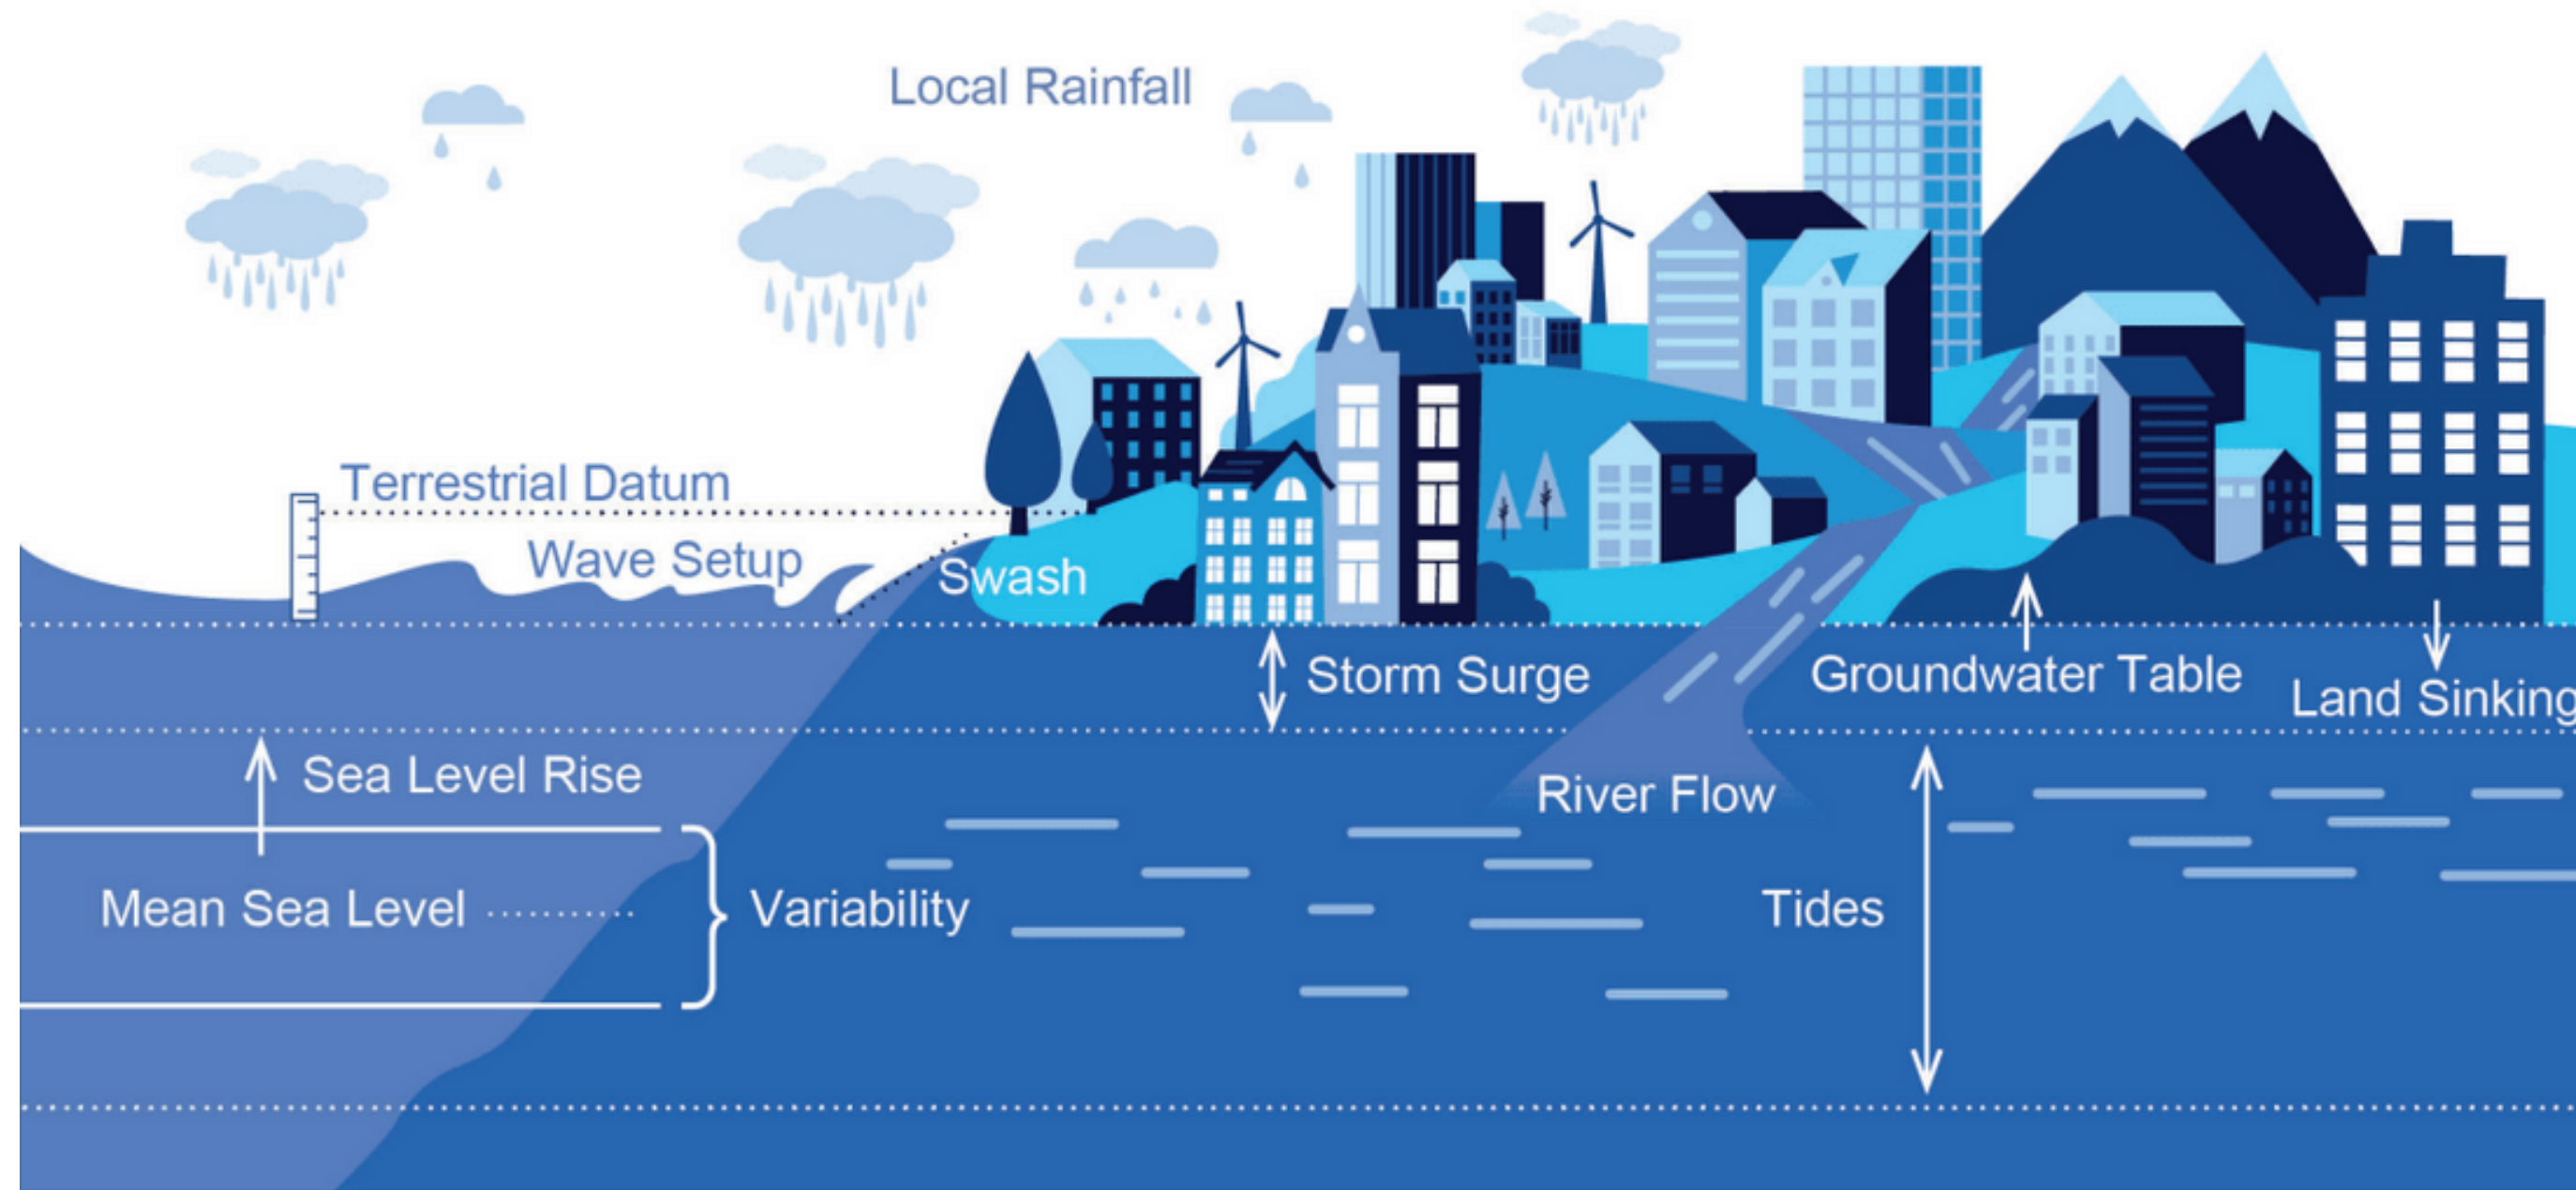 Local Rainfall
Terrestrial Datum
Wave Setup
Swash
Storm Surge
Groundwater Table
Land Sinking
Sea Level Rise
River Flow
Mean Sea Level
Variability
Tides